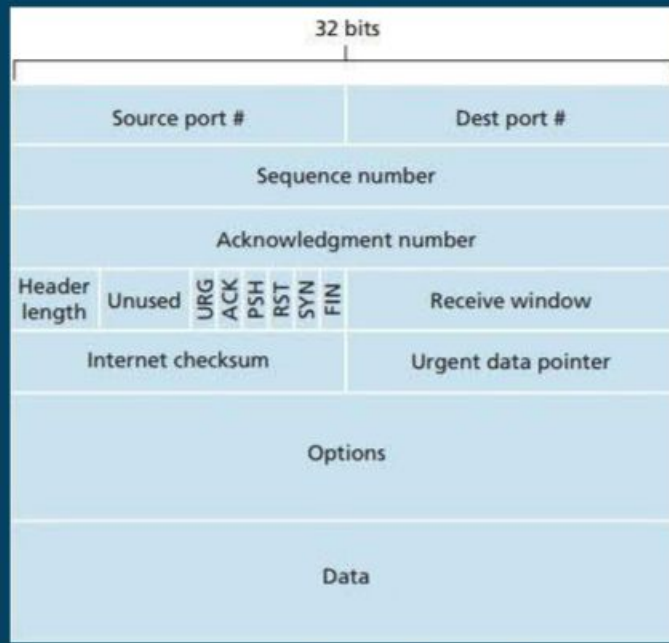 32 bits
Source port # Dest port #
Sequence number
Acknowledgment number
Header length Unused URG ACK PSH RST SYN FIN Receive window
Internet checksum Urgent data pointer
Options
Data